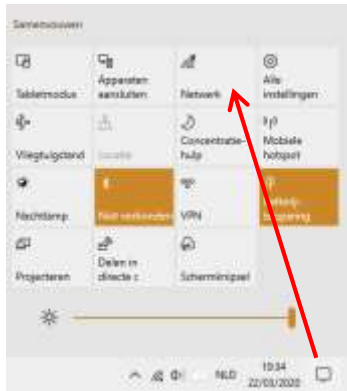 Samenvouwen
Tabletmodus
Apparaten
aansluiten
Netwerk
Alle
instellingen
Vliegtuigstand
Locatie
Concentratie-
hulp
Mobiele
hotspot
Nachtlamp
Niet verbonden
VPN
Batterij-
besparing
Projecteren
Delen in
directe c
Schermknipsel
NLD
10:34
22/03/2020